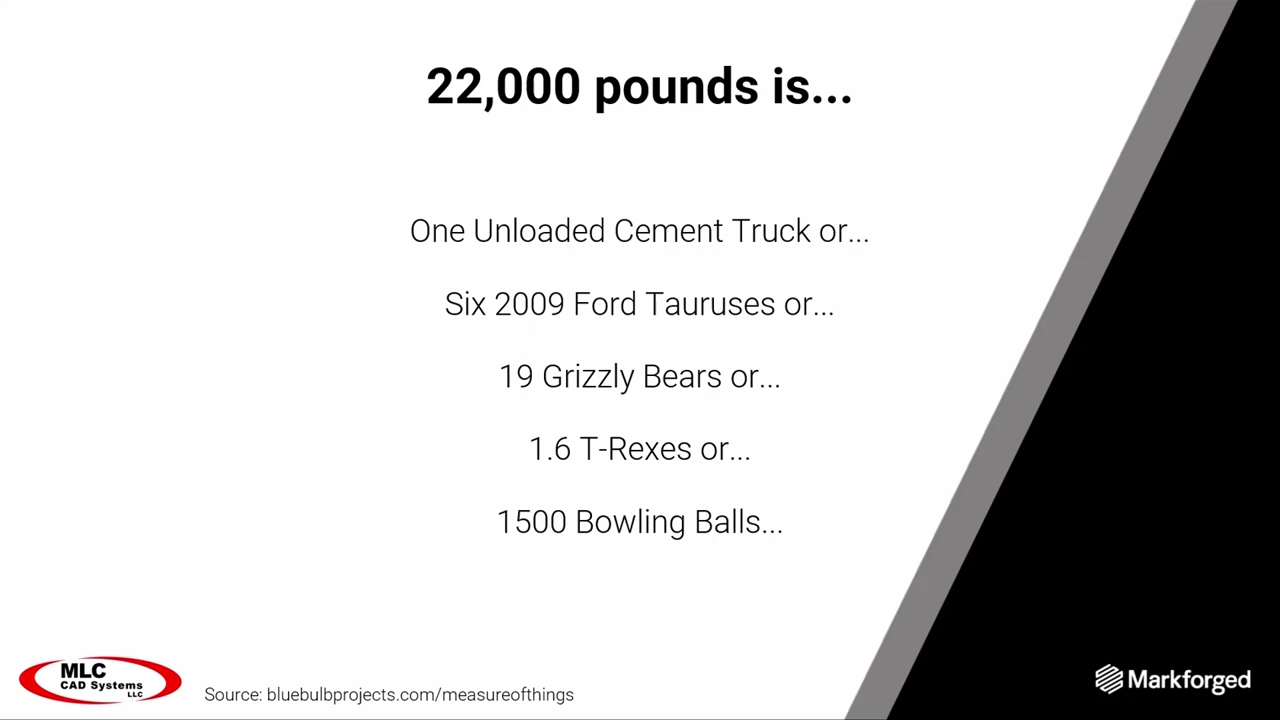 22,000 pounds is...
One Unloaded Cement Truck or...
Six 2009 Ford Tauruses or...
19 Grizzly Bears or...
1.6 T-Rexes or...
1500 Bowling Balls...
MLC
CAD Systems
LLC
Source: bluebulbprojects.com/measureofthings
Markforged